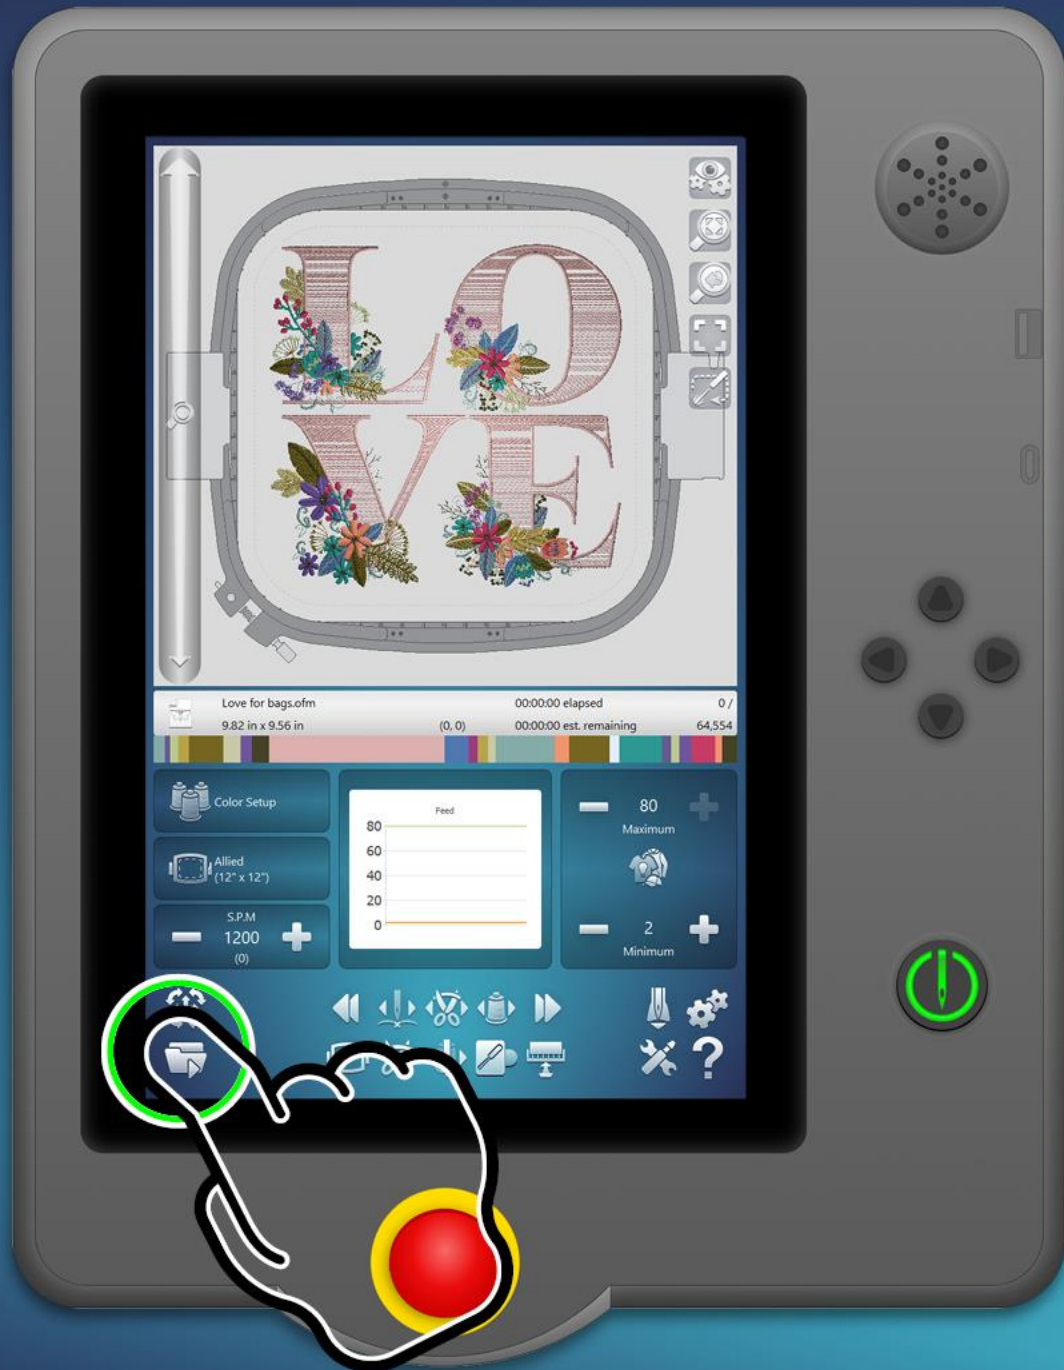 LO
VE
Love for bags.ofm 00:00:00 elapsed 0 /
9.82 in x 9.56 in (0, 0) 00:00:00 est. remaining 64,554
Color Setup
Allied
(12" x 12")
S.P.M
1200
(0)
Feed
80
60
40
20
0
80
Maximum
2
Minimum
?